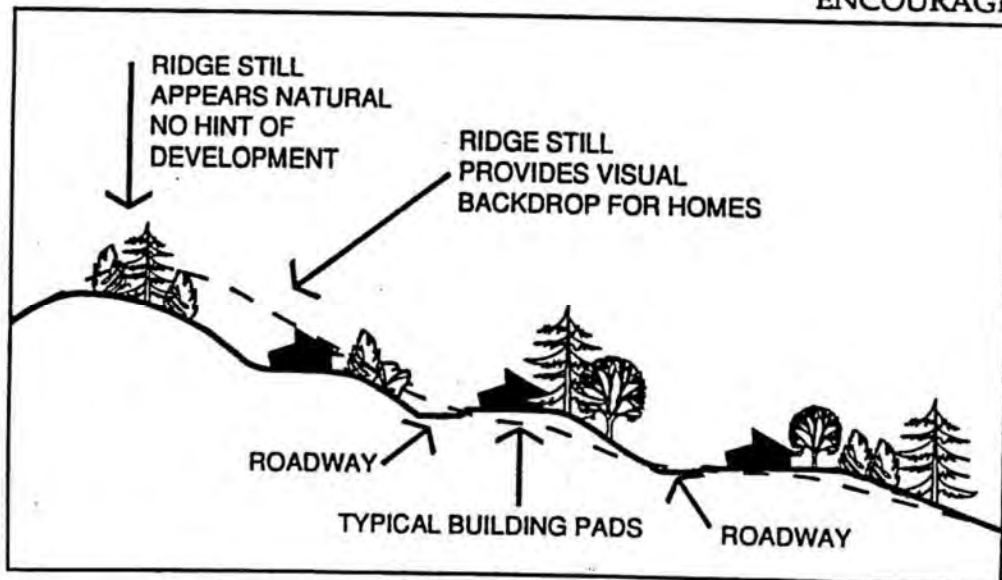 RIDGE STILL
APPEARS NATURAL
NO HINT OF
DEVELOPMENT
RIDGE STILL
PROVIDES VISUAL
BACKDROP FOR HOMES
ROADWAY
TYPICAL BUILDING PADS
ROADWAY